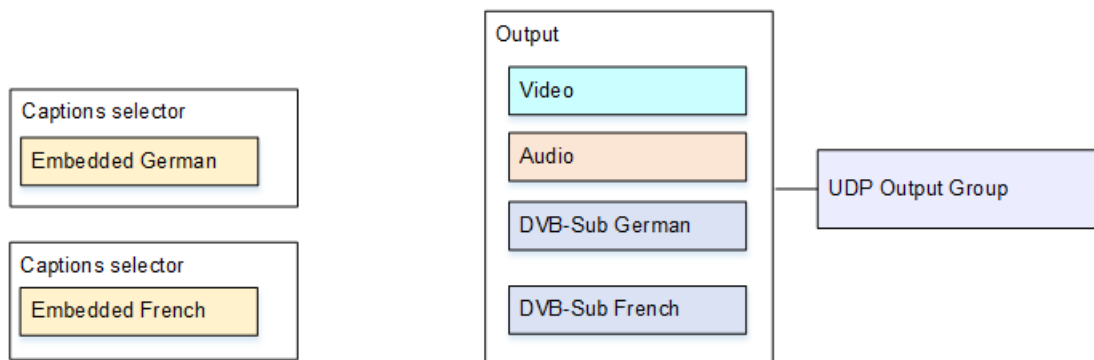 Captions selector
Embedded German
Captions selector
Embedded French
Output
Video
Audio
DVB-Sub German
DVB-Sub French
UDP Output Group